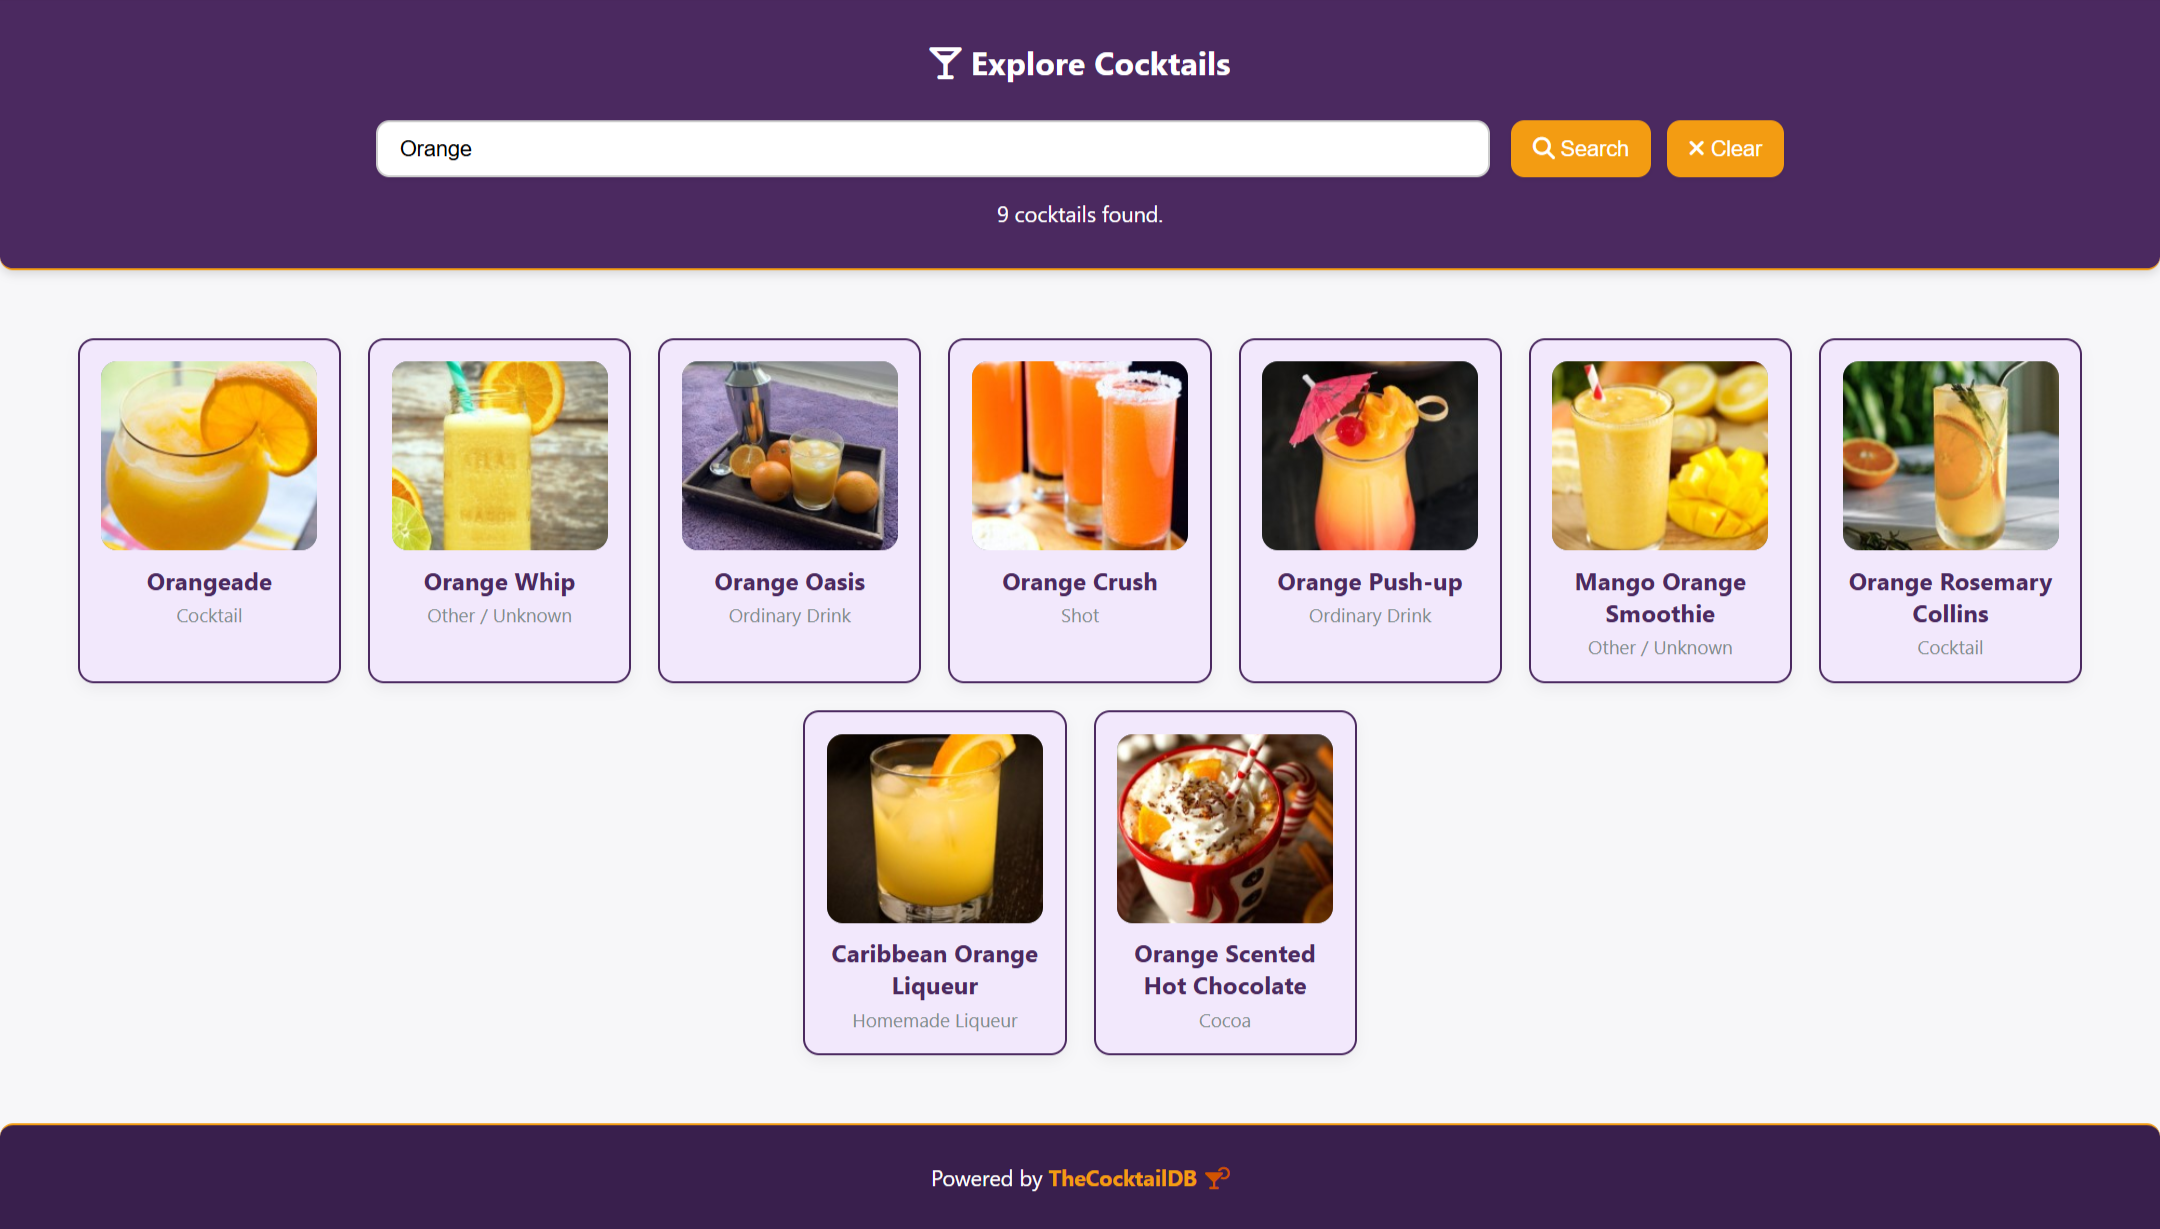 Explore Cocktails
Orange
Search
Clear
9 cocktails found.
Orangeade
Cocktail
Orange Whip
Other / Unknown
Orange Oasis
Ordinary Drink
Orange Crush
Shot
Orange Push-up
Ordinary Drink
Mango Orange
Smoothie
Other / Unknown
Orange Rosemary
Collins
Cocktail
Caribbean Orange
Liqueur
Homemade Liqueur
Orange Scented
Hot Chocolate
Cocoa
Powered by TheCocktailDB